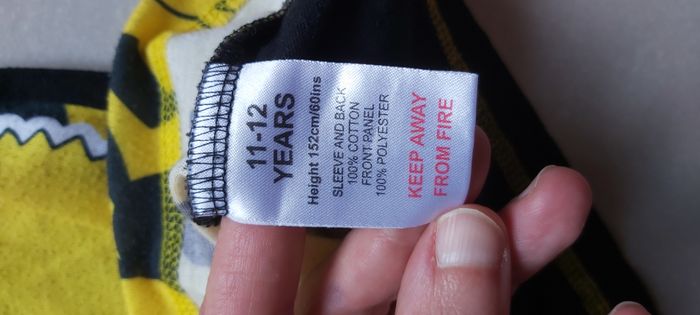 11-12
YEARS
Height 152cm/60ins
SLEEVE AND BACK
100% COTTON
FRONT PANEL
100% POLYESTER
KEEP AWAY
FROM FIRE